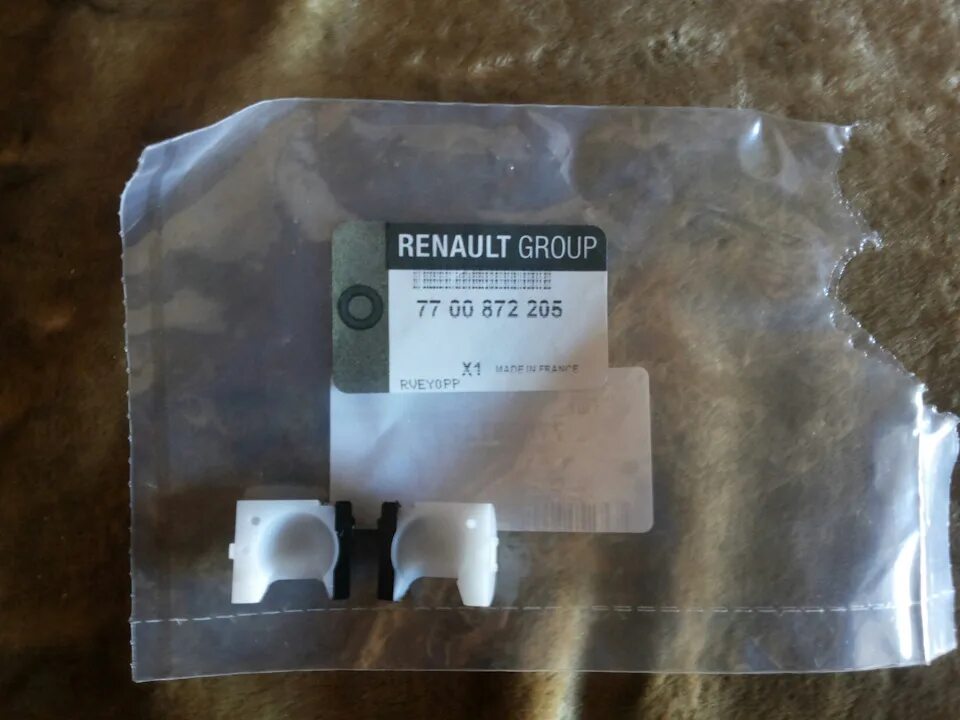 RENAULT GROUP
77 00 872 205
X1 MADE IN FRANCE
RVEY0PP